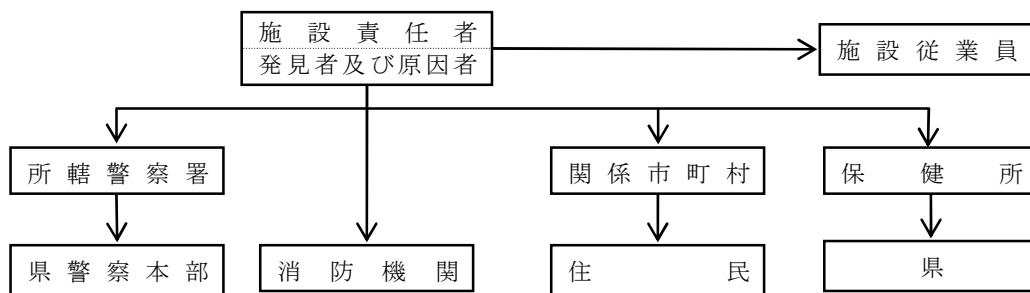 施設責任者
発見者及び原因者
施設従業員
所轄警察署
関係市町村
保健所
県警察本部
消防機関
住民
県